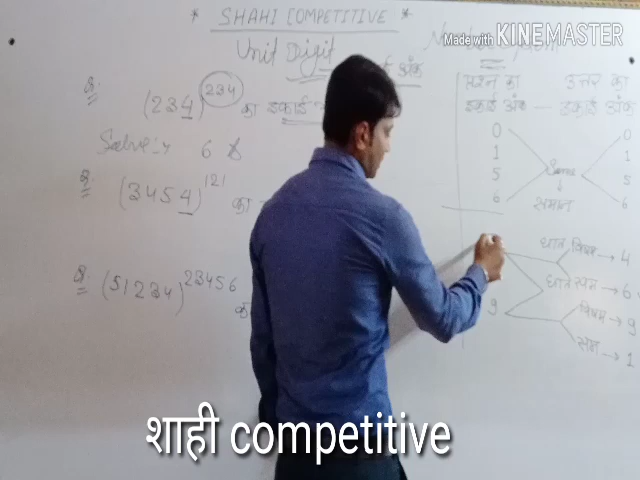 * SHAHI COMPETITIVE *
Made with KINEMASTER
Unit Digit
अंक
Q:
(234)^234 का इकाई
Solve:- 6
Q:
(3454)^121 का
Q:
(51234)^23456
का
प्रश्न का उत्तर का
इकाई अंक — इकाई अंक
0 0
1 1
5 Same 5
6 समान 6
घात विषम → 4
घात सम → 6
9 विषम → 9
सम → 1
शाही competitive